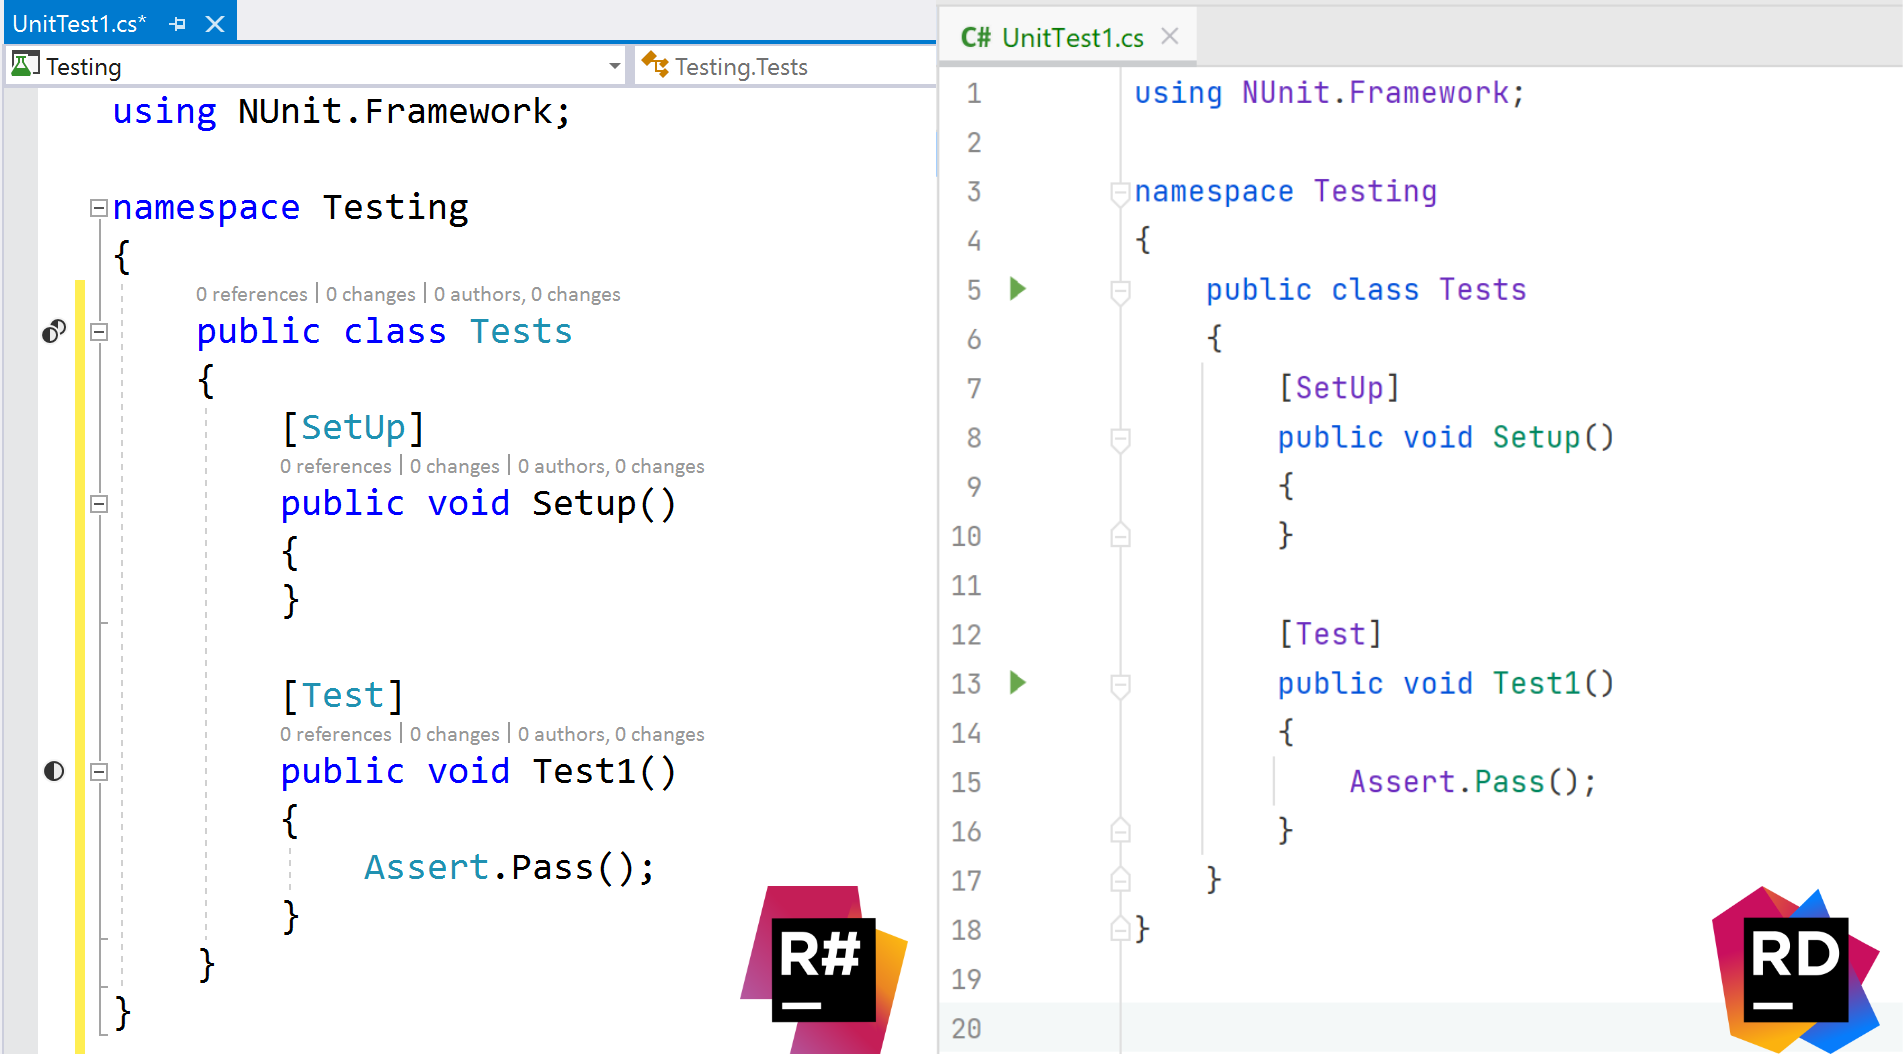 UnitTest1.cs*
Testing
Testing.Tests
using NUnit.Framework;
namespace Testing
{
0 references | 0 changes | 0 authors, 0 changes
public class Tests
{
[SetUp]
0 references | 0 changes | 0 authors, 0 changes
public void Setup()
{
}
[Test]
0 references | 0 changes | 0 authors, 0 changes
public void Test1()
{
Assert.Pass();
}
}
}
R#
C# UnitTest1.cs
1 using NUnit.Framework;
2
3 namespace Testing
4 {
5 public class Tests
6 {
7 [SetUp]
8 public void Setup()
9 {
10 }
11
12 [Test]
13 public void Test1()
14 {
15 Assert.Pass();
16 }
17 }
18 }
19
20
RD